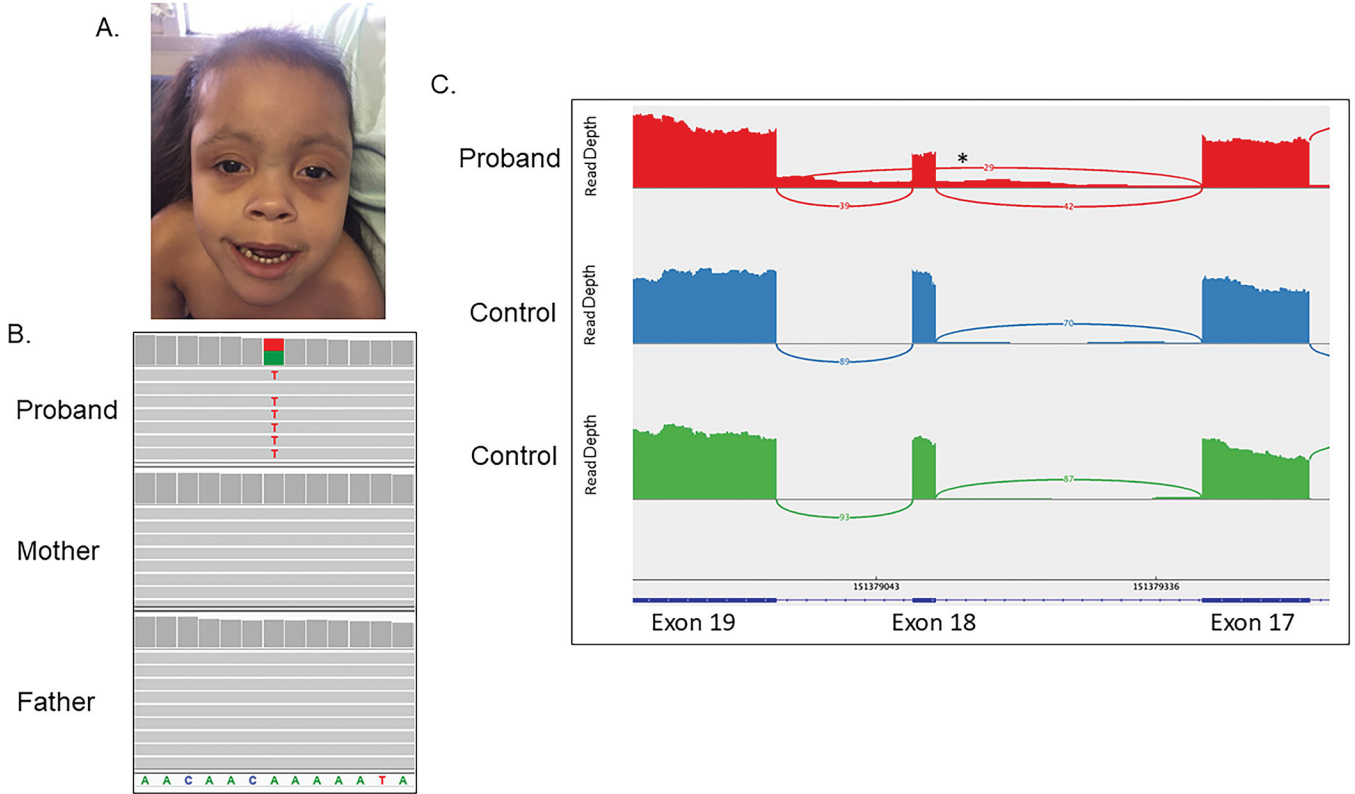 A.
B.
Proband
T
T
T
T
T
T
Mother
Father
A A C A A C A A A A A T A
C.
Proband
Read Depth
*
29
39
42
Control
Read Depth
70
89
Control
Read Depth
87
93
151379043
151379336
Exon 19
Exon 18
Exon 17